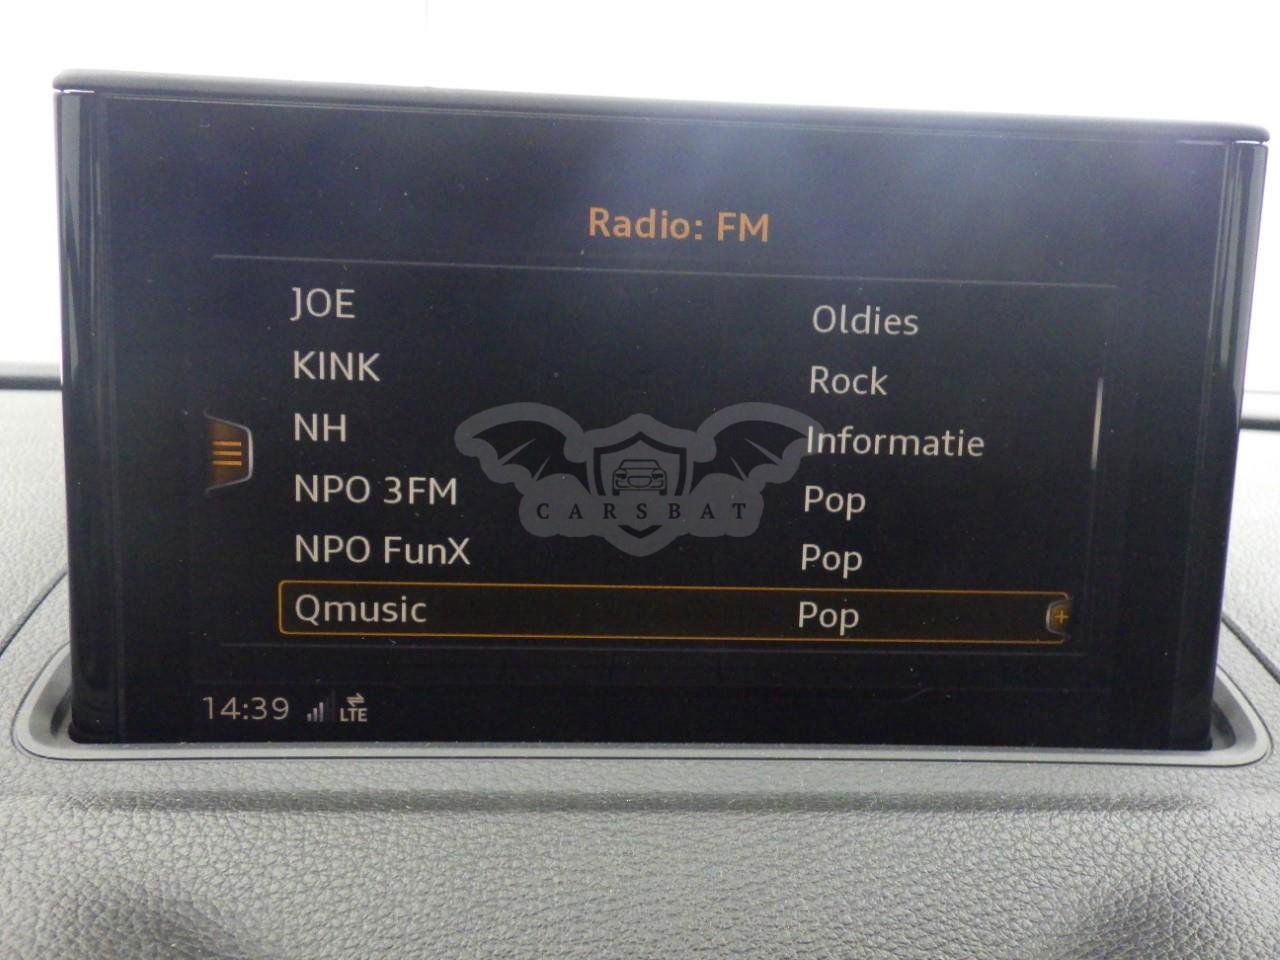 Radio: FM
JOE Oldies
KINK Rock
NH Informatie
NPO 3FM Pop
NPO FunX Pop
Qmusic Pop
CARSBAT
14:39 LTE